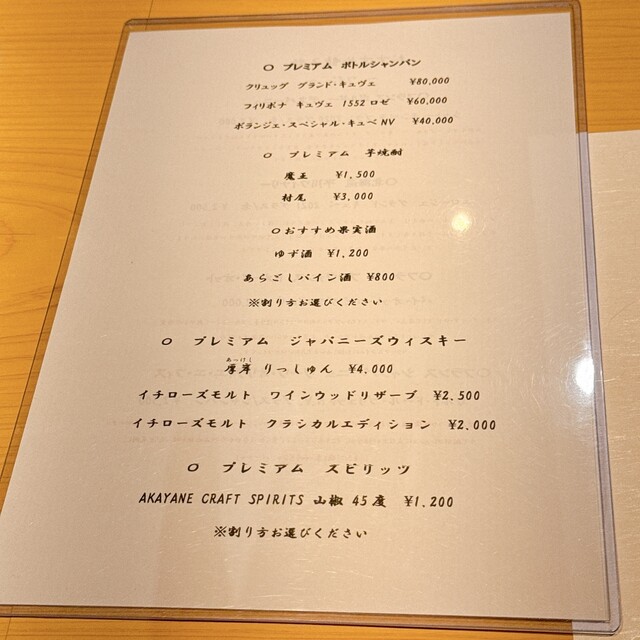 ○ プレミアム ボトルシャンパン
クリュッグ グランド・キュヴェ ¥80,000
フィリポナ キュヴェ 1552 ロゼ ¥60,000
ボランジェ・スペシャル・キュベ NV ¥40,000
○ プレミアム 芋焼酎
魔王 ¥1,500
村尾 ¥3,000
○おすすめ果実酒
ゆず酒 ¥1,200
あらごしパイン酒 ¥800
※割り方お選びください
○ プレミアム ジャパニーズウィスキー
あっけし
厚岸 りっしゅん ¥4,000
イチローズモルト ワインウッドリザーブ ¥2,500
イチローズモルト クラシカルエディション ¥2,000
○ プレミアム スピリッツ
AKAYANE CRAFT SPIRITS 山椒 45度 ¥1,200
※割り方お選びください